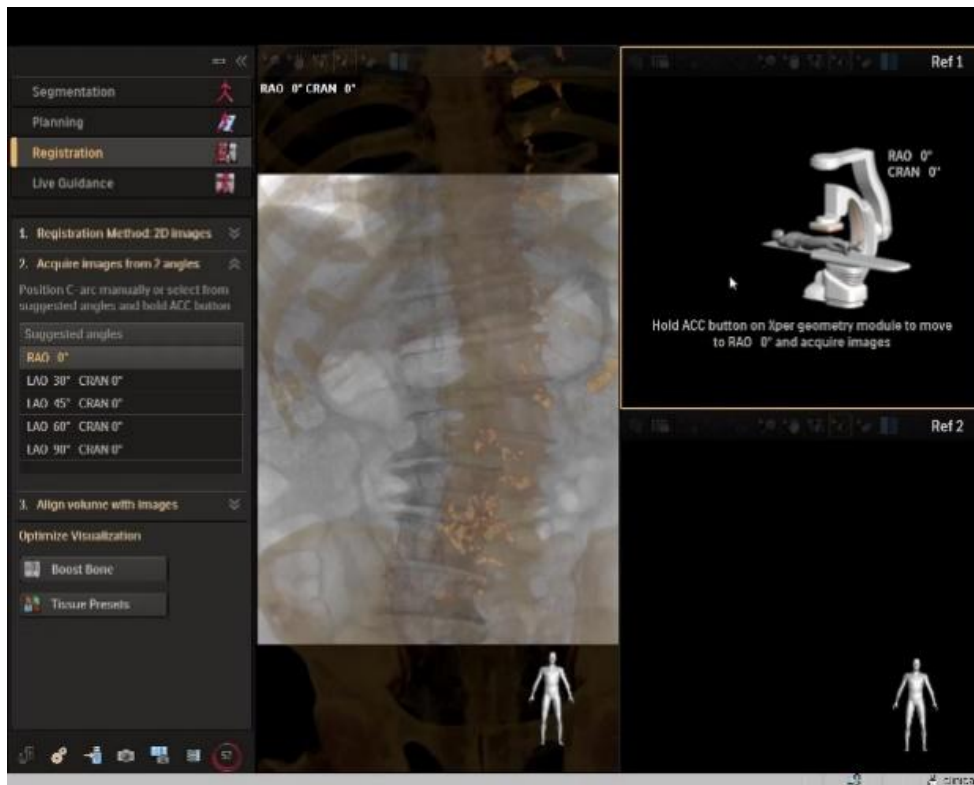 Segmentation
Planning
Registration
Live Guidance
1. Registration Method: 2D images
2. Acquire images from 2 angles
Position C-arc manually or select from
suggested angles and hold ACC button
Suggested angles
RAO 0°
LAO 30° CRAN 0°
LAO 45° CRAN 0°
LAO 60° CRAN 0°
LAO 90° CRAN 0°
3. Align volume with images
Optimize Visualization
Boost Bone
Tissue Presets
RAO 0° CRAN 0°
Ref 1
RAO 0°
CRAN 0°
Hold ACC button on Xper geometry module to move
to RAO 0° and acquire images
Ref 2